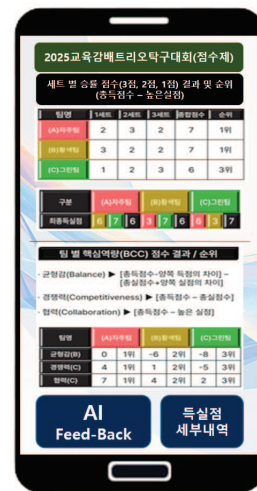 2025교육감배트리오탁구대회(점수제)
세트 별 승률 점수(3점, 2점, 1점) 결과 및 순위
(총득점수 – 높은실점)
팀명 1세트 2세트 3세트 종합점수 순위
(A)자주팀 2 3 2 7 1위
(B)황색팀 3 2 2 7 1위
(C)그린팀 1 2 3 6 3위
구분 (A)자주팀 (B)황색팀 (C)그린팀
최종득실점 6 7 6 3 7 6 6 3 7
팀 별 핵심역량(BCC) 점수 결과 / 순위
· 균형감(Balance) ▶ [총득점수-양쪽 득점의 차이] –
[총실점수+양쪽 실점의 차이]
· 경쟁력(Competitiveness) ▶ [총득점수 – 총실점수]
· 협력(Collaboration) ▶ [총득점수 – 높은 실점]
팀명 (A)자주팀 (B)황색팀 (C)그린팀
균형감(B) 0 1위 -6 2위 -8 3위
경쟁력(C) 4 1위 1 2위 -5 3위
협력(C) 7 1위 4 2위 2 3위
AI
Feed-Back
득실점
세부내역